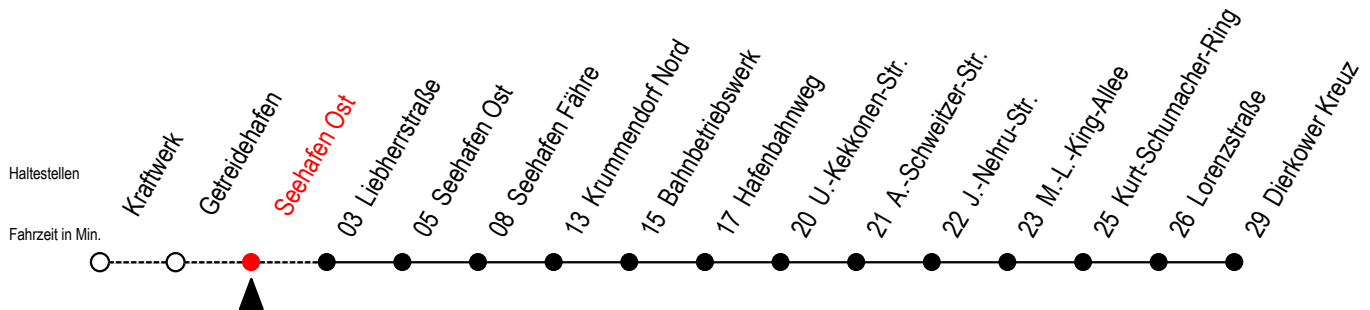 Haltestellen
Fahrzeit in Min.
Kraftwerk
Getreidehafen
Seehafen Ost
03 Liebherrstraße
05 Seehafen Ost
08 Seehafen Fähre
13 Krummendorf Nord
15 Bahnbetriebswerk
17 Hafenbahnweg
20 U.-Kekkonen-Str.
21 A.-Schweitzer-Str.
22 J.-Nehru-Str.
23 M.-L.-King-Allee
25 Kurt-Schumacher-Ring
26 Lorenzstraße
29 Dierkower Kreuz